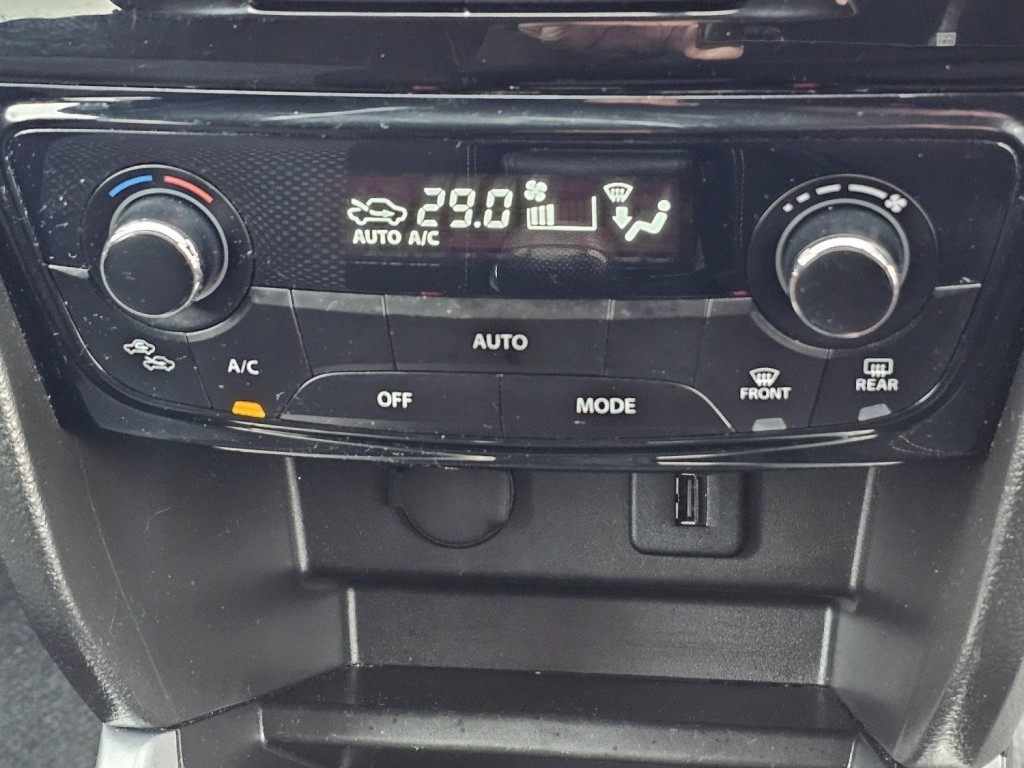 29.0
AUTO A/C
AUTO
A/C
OFF
MODE
FRONT
REAR